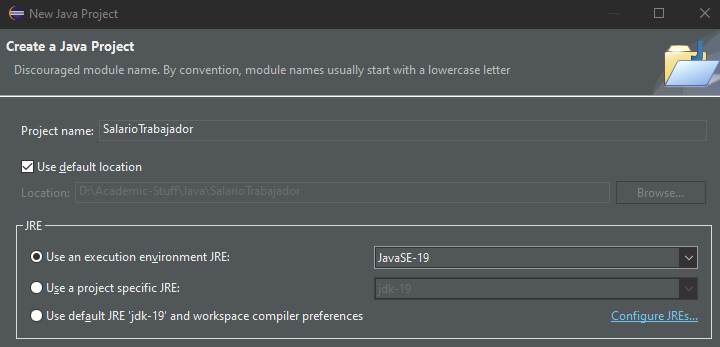 New Java Project
Create a Java Project
Discouraged module name. By convention, module names usually start with a lowercase letter
Project name: SalarioTrabajador
Use default location
Location: D:\Academic-Stuff\Java\SalarioTrabajador Browse...
JRE
Use an execution environment JRE: JavaSE-19
Use a project specific JRE: jdk-19
Use default JRE 'jdk-19' and workspace compiler preferences Configure JREs...